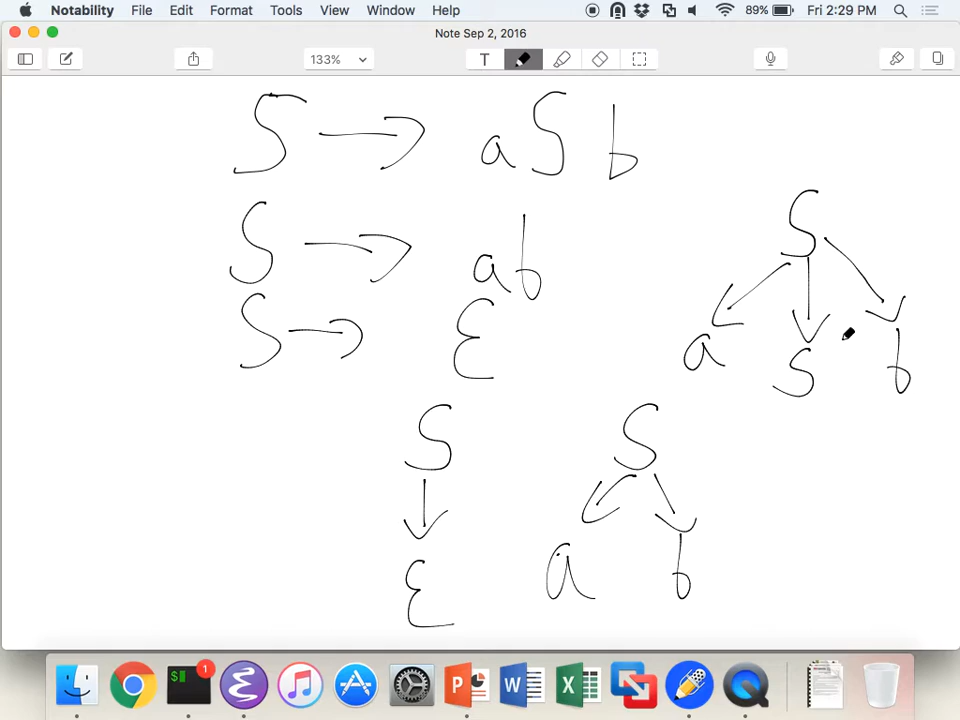 Notability File Edit Format Tools View Window Help 89% Fri 2:29 PM
Note Sep 2, 2016
133% T
S → aSb
S → ab
S → ε
S
a S b
S S
ε a b
$ 1 P W X